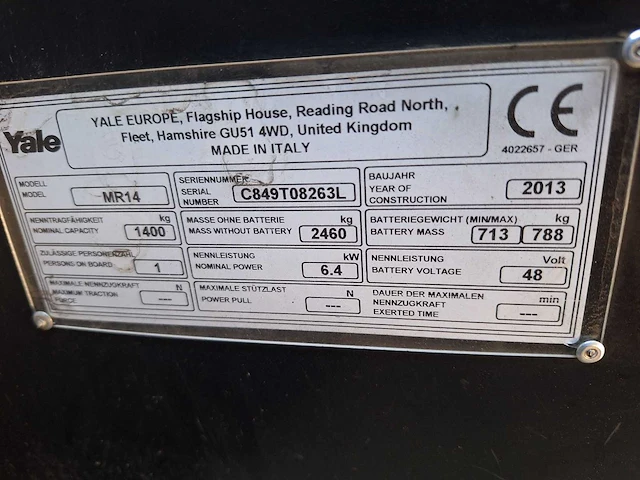 Yale
YALE EUROPE, Flagship House, Reading Road North,
Fleet, Hamshire GU51 4WD, United Kingdom
MADE IN ITALY
CE
4022657 - GER
MODELL
MODEL
MR14
SERIENNUMMER
SERIAL
NUMBER
C849T08263L
BAUJAHR
YEAR OF
CONSTRUCTION
2013
NENNTRAGFÄHIGKEIT
NOMINAL CAPACITY
kg
1400
MASSE OHNE BATTERIE
MASS WITHOUT BATTERY
kg
2460
BATTERIEGEWICHT (MIN/MAX)
BATTERY MASS
kg
713 788
ZULÄSSIGE PERSONENZAHL
PERSONS ON BOARD
1
NENNLEISTUNG
NOMINAL POWER
kW
6.4
NENNLEISTUNG
BATTERY VOLTAGE
Volt
48
MAXIMALE NENNZUGKRAFT
MAXIMUM TRACTION
FORCE
N
---
MAXIMALE STÜTZLAST
POWER PULL
N
---
DAUER DER MAXIMALEN
NENNZUGKRAFT
EXERTED TIME
min
---